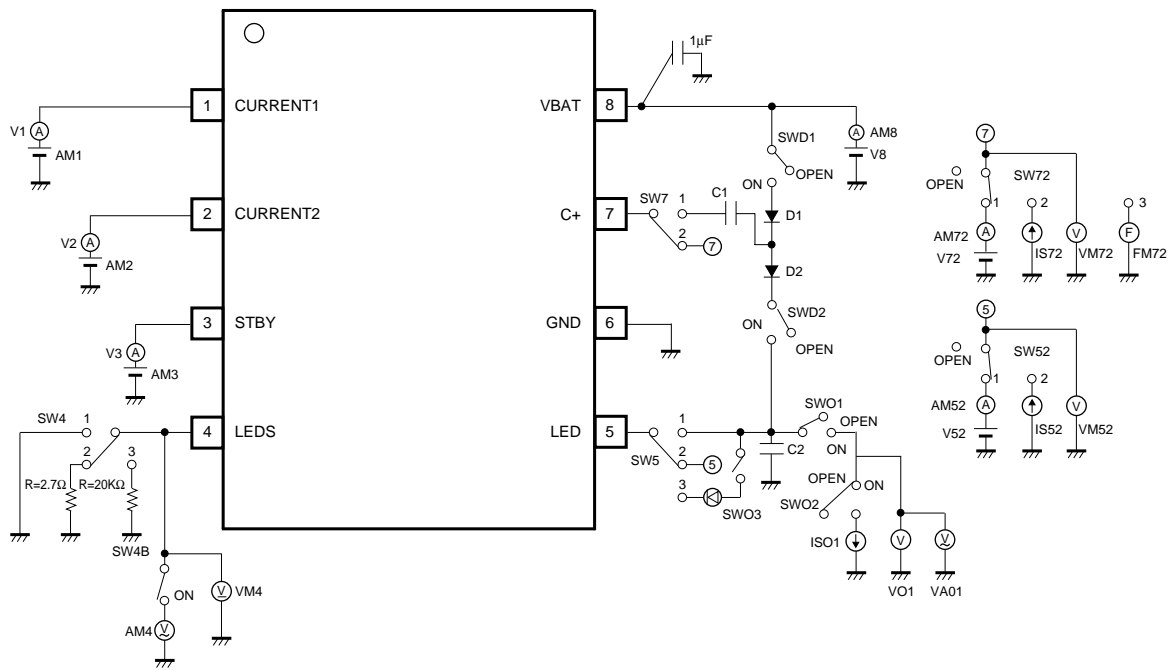 1μF
1 CURRENT1
VBAT 8
V1 A
AM1
SWD1
OPEN
ON
A AM8
V8
7
OPEN
SW72
1
2
3
AM72 A
V72
IS72
V VM72
F FM72
2 CURRENT2
C+ 7
SW7
1
2
7
C1
D1
D2
V2 A
AM2
3 STBY
GND 6
SWD2
ON
OPEN
V3 A
AM3
5
OPEN
SW52
1
2
AM52 A
V52
IS52
V VM52
4 LEDS
LED 5
SW4
1
2
3
R=2.7Ω
R=20KΩ
SW4B
ON
AM4 V
V VM4
SW5
1
2
5
3
SWO3
C2
SWO1
OPEN
ON
OPEN
ON
SWO2
ISO1
V
VO1
V
VA01